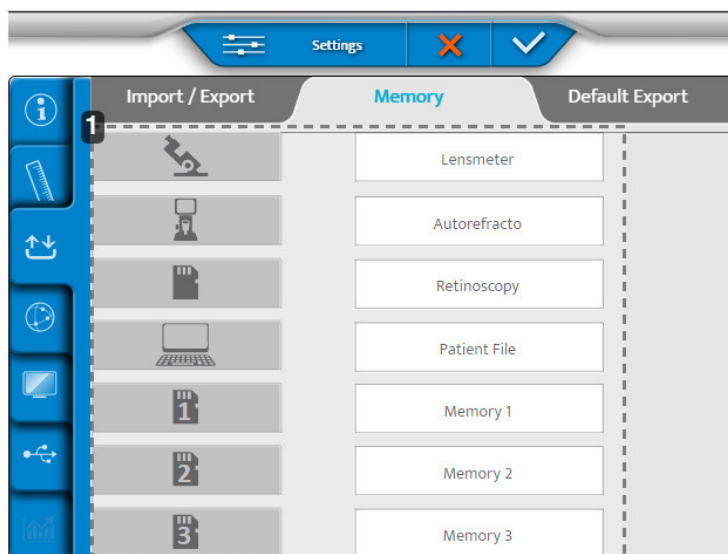 Settings
Import / Export
Memory
Default Export
1
Lensmeter
Autorefracto
Retinoscopy
Patient File
1
Memory 1
2
Memory 2
3
Memory 3